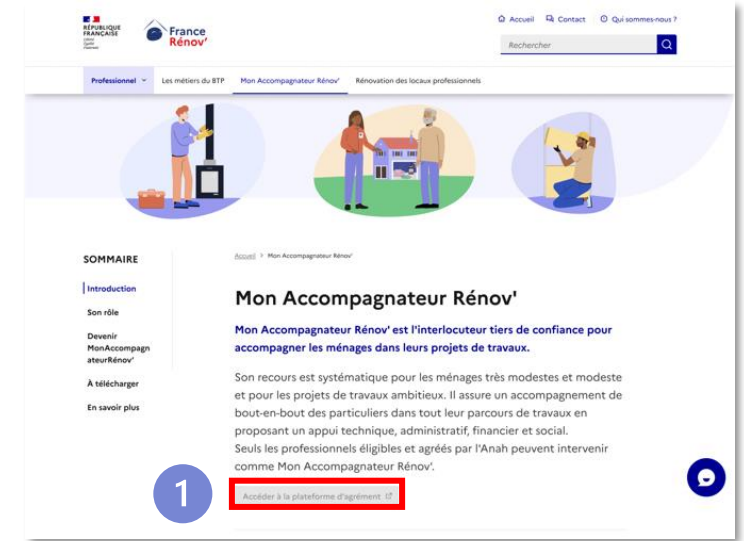 RÉPUBLIQUE
FRANÇAISE
Liberté
Égalité
Fraternité
France
Rénov'
Accueil
Contact
Qui sommes-nous ?
Rechercher
Professionnel
Les métiers du BTP
Mon Accompagnateur Rénov'
Rénovation des locaux professionnels
SOMMAIRE
Introduction
Son rôle
Devenir
MonAccompagn
ateurRénov'
À télécharger
En savoir plus
Accueil > Mon Accompagnateur Rénov'
Mon Accompagnateur Rénov'
Mon Accompagnateur Rénov' est l'interlocuteur tiers de confiance pour
accompagner les ménages dans leurs projets de travaux.
Son recours est systématique pour les ménages très modestes et modeste
et pour les projets de travaux ambitieux. Il assure un accompagnement de
bout-en-bout des particuliers dans tout leur parcours de travaux en
proposant un appui technique, administratif, financier et social.
Seuls les professionnels éligibles et agréés par l'Anah peuvent intervenir
comme Mon Accompagnateur Rénov'.
1
Accéder à la plateforme d'agrément